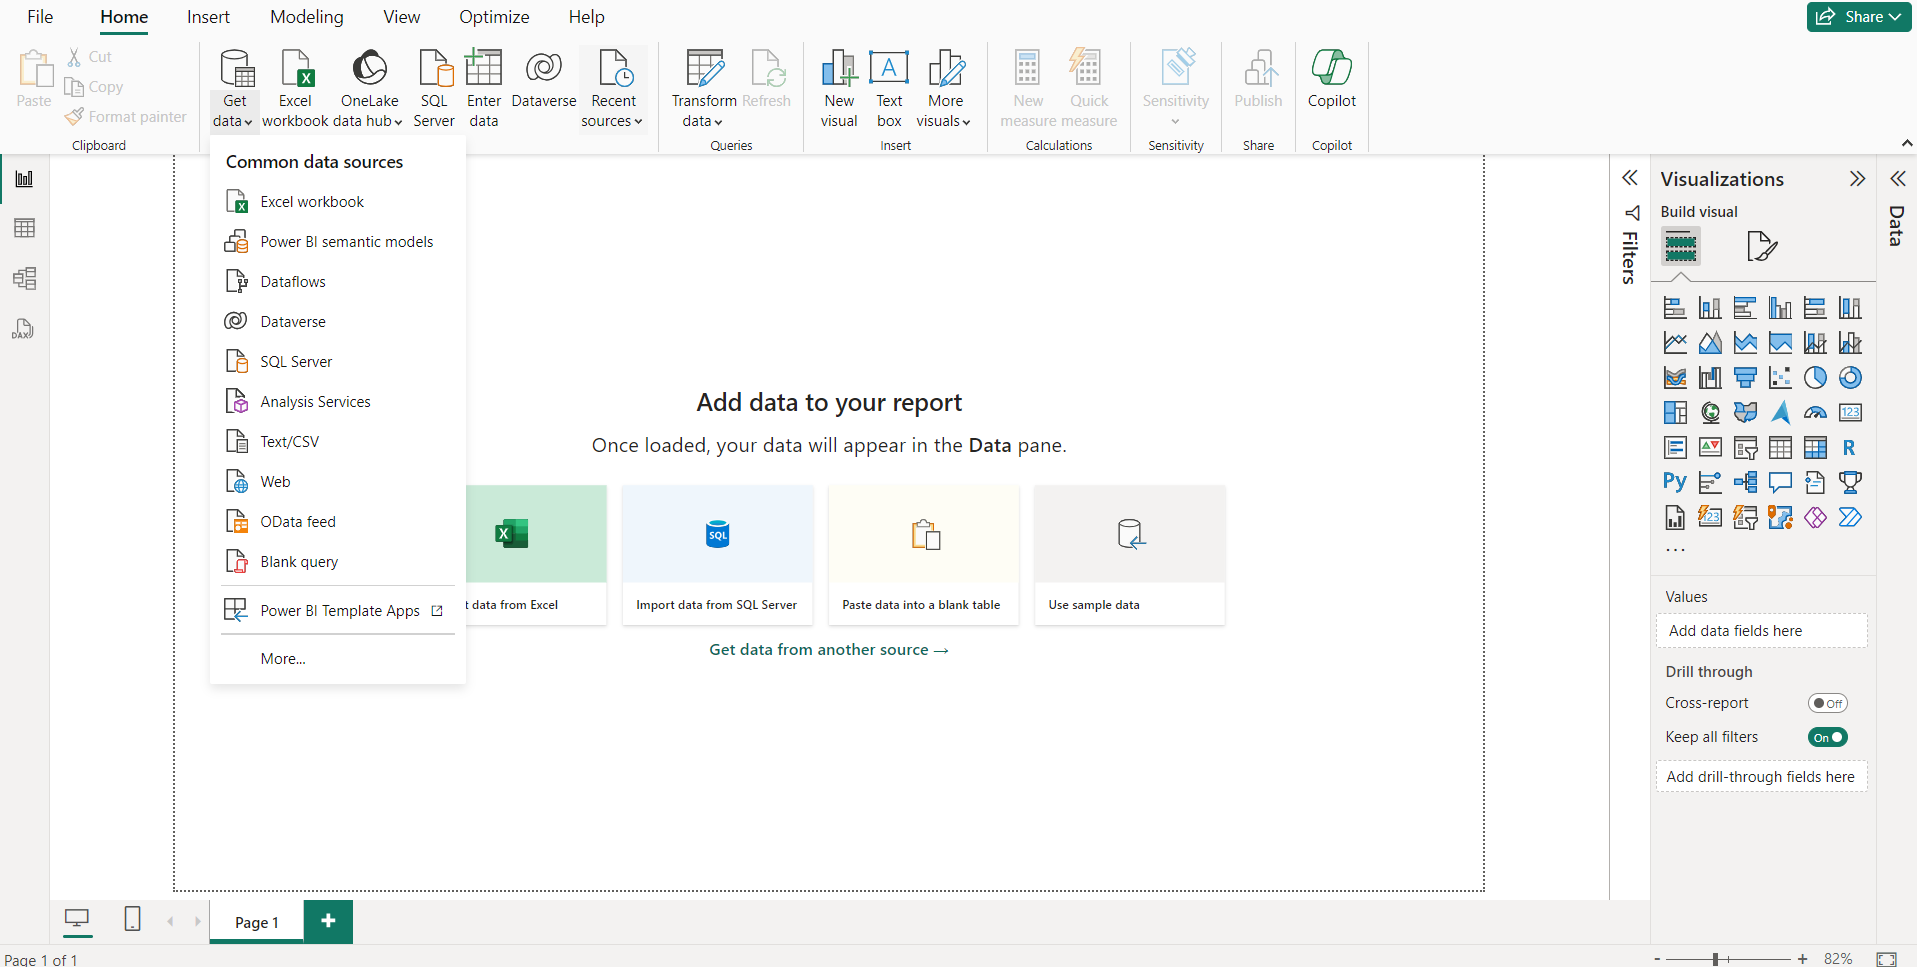 File Home Insert Modeling View Optimize Help
Share
Paste
Cut
Copy
Format painter
Clipboard
Get
data
Excel
workbook
OneLake
data hub
SQL
Server
Enter
data
Dataverse
Recent
sources
Transform
data
Refresh
Queries
New
visual
A
Text
box
More
visuals
Insert
New
measure
Quick
measure
Calculations
Sensitivity
Sensitivity
Publish
Share
Copilot
Copilot
DAX
Common data sources
Excel workbook
Power BI semantic models
Dataflows
Dataverse
SQL Server
Analysis Services
Text/CSV
Web
OData feed
Blank query
Power BI Template Apps
More...
Add data to your report
Once loaded, your data will appear in the Data pane.
X
t data from Excel
SQL
Import data from SQL Server
Paste data into a blank table
Use sample data
Get data from another source →
Filters
Visualizations
Build visual
123
R
Py
123
...
Values
Add data fields here
Drill through
Cross-report
Off
Keep all filters
On
Add drill-through fields here
Data
Page 1
+
Page 1 of 1
- + 82%